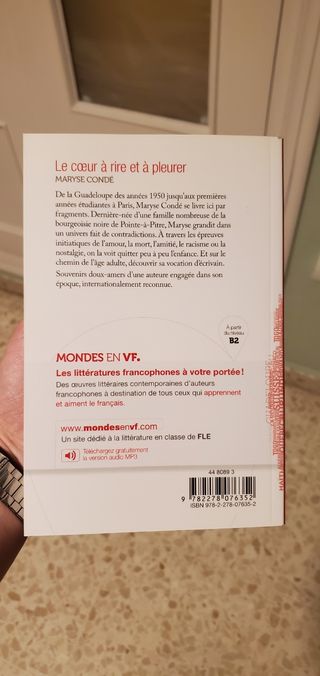 Le cœur à rire et à pleurer
MARYSE CONDÉ
De la Guadeloupe des années 1950 jusqu'aux premières
années étudiantes à Paris, Maryse Condé se livre ici par
fragments. Dernière-née d'une famille nombreuse de la
bourgeoisie noire de Pointe-à-Pitre, Maryse grandit dans
un univers fait de contradictions. À travers les épreuves
initiatiques de l'amour, la mort, l'amitié, le racisme ou la
nostalgie, on la voit quitter peu à peu l'enfance. Et sur
le chemin de l'âge adulte, découvrir sa vocation d'écrivain.
Souvenirs doux-amers d'une auteure engagée dans son
époque, internationalement reconnue.
À partir
du niveau
B2
MONDES EN VF.
Les littératures francophones à votre portée !
Des œuvres littéraires contemporaines d'auteurs
francophones à destination de tous ceux qui apprennent
et aiment le français.
www.mondesenvf.com
Un site dédié à la littérature en classe de FLE
Téléchargez gratuitement
la version audio MP3
44 8089 3
9 782278 076352
ISBN 978-2-278-07635-2